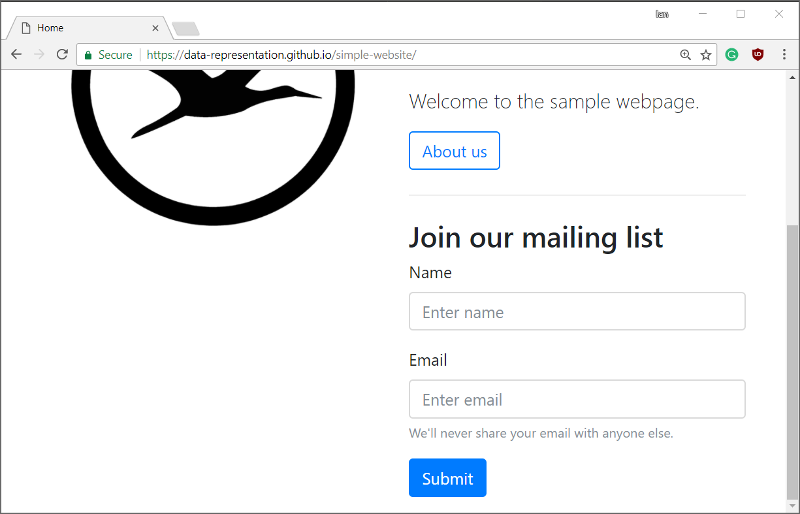 Ian
Home
Secure https://data-representation.github.io/simple-website/
Welcome to the sample webpage.
About us
Join our mailing list
Name
Enter name
Email
Enter email
We'll never share your email with anyone else.
Submit